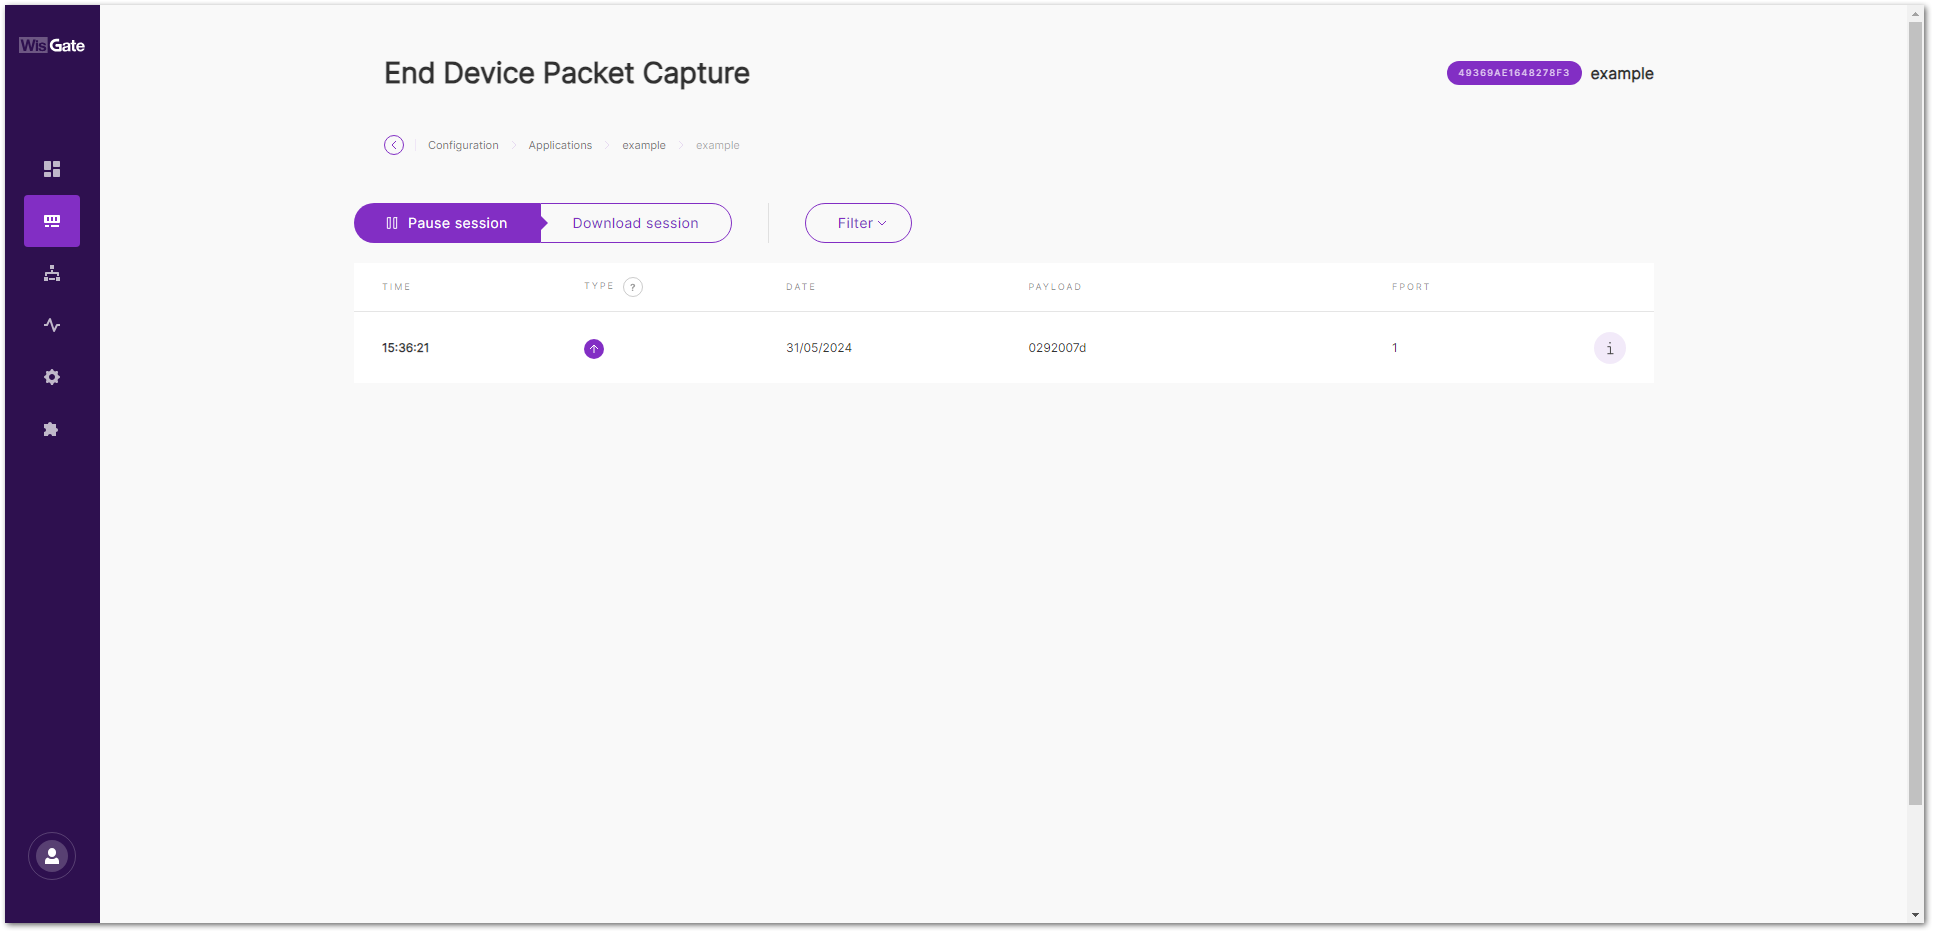 WisGate
End Device Packet Capture
49369AE1648278F3 example
Configuration Applications example example
Pause session Download session Filter
TIME TYPE ? DATE PAYLOAD FPORT
15:36:21 31/05/2024 0292007d 1 i